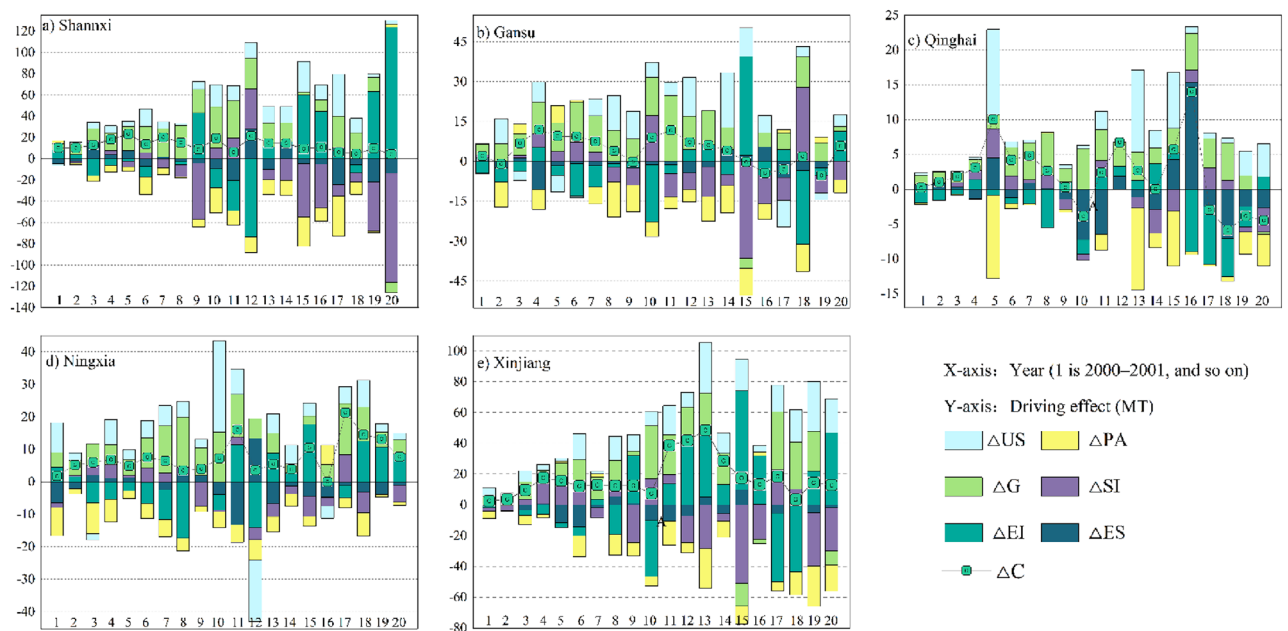 a) Shannxi
120
100
80
60
40
20
0
-20
-40
-60
-80
-100
-120
-140
1 2 3 4 5 6 7 8 9 10 11 12 13 14 15 16 17 18 19 20
b) Gansu
45
30
15
0
-15
-30
-45
1 2 3 4 5 6 7 8 9 10 11 12 13 14 15 16 17 18 19 20
c) Qinghai
25
20
15
10
5
0
-5
-10
-15
A
1 2 3 4 5 6 7 8 9 10 11 12 13 14 15 16 17 18 19 20
d) Ningxia
40
30
20
10
0
-10
-20
-30
-40
1 2 3 4 5 6 7 8 9 10 11 12 13 14 15 16 17 18 19 20
e) Xinjiang
100
80
60
40
20
0
-20
-40
-60
-80
A
1 2 3 4 5 6 7 8 9 10 11 12 13 14 15 16 17 18 19 20
X-axis: Year (1 is 2000–2001, and so on)
Y-axis: Driving effect (MT)
△US △PA
△G △SI
△EI △ES
△C